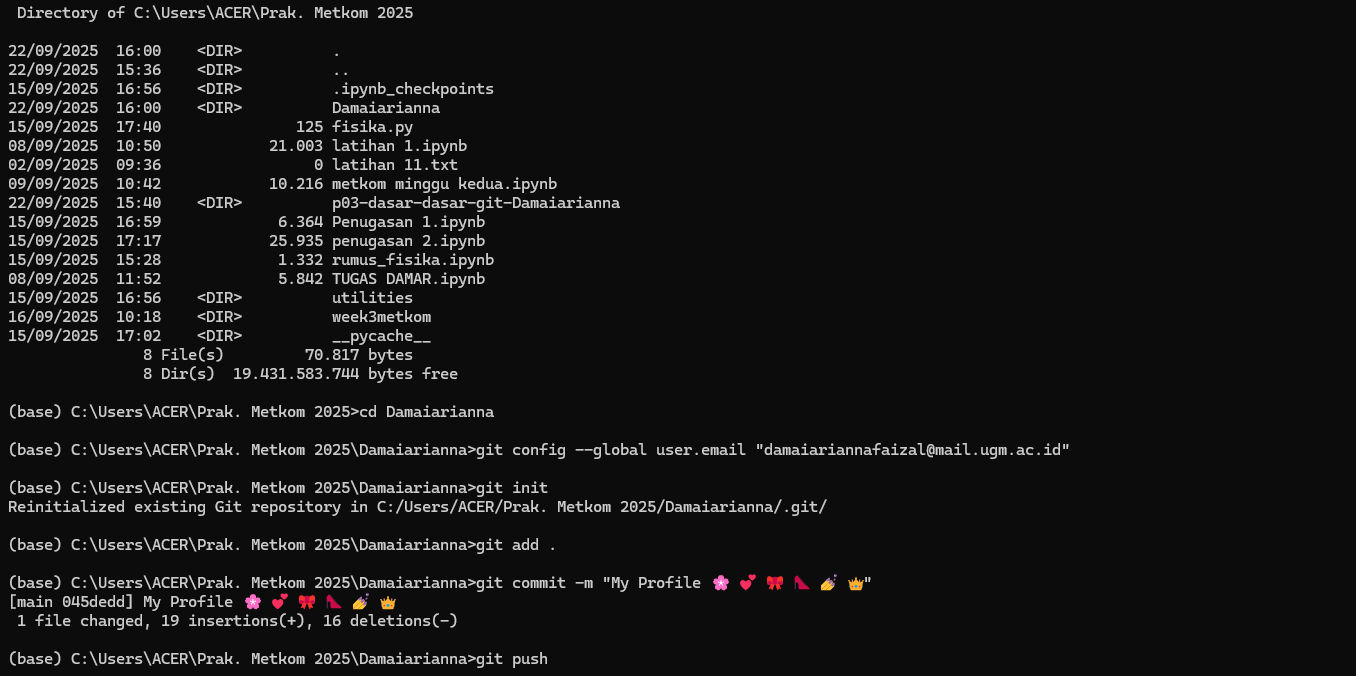 Directory of C:\Users\ACER\Prak. Metkom 2025
22/09/2025  16:00    <DIR>          .
22/09/2025  15:36    <DIR>          ..
15/09/2025  16:56    <DIR>          .ipynb_checkpoints
22/09/2025  16:00    <DIR>          Damaiarianna
15/09/2025  17:40               125 fisika.py
08/09/2025  10:50            21.003 latihan 1.ipynb
02/09/2025  09:36                 0 latihan 11.txt
09/09/2025  10:42            10.216 metkom minggu kedua.ipynb
22/09/2025  15:40    <DIR>          p03-dasar-dasar-git-Damaiarianna
15/09/2025  16:59             6.364 Penugasan 1.ipynb
15/09/2025  17:17            25.935 penugasan 2.ipynb
15/09/2025  15:28             1.332 rumus_fisika.ipynb
08/09/2025  11:52             5.842 TUGAS DAMAR.ipynb
15/09/2025  16:56    <DIR>          utilities
16/09/2025  10:18    <DIR>          week3metkom
15/09/2025  17:02    <DIR>          __pycache__
8 File(s)         70.817 bytes
8 Dir(s)  19.431.583.744 bytes free
(base) C:\Users\ACER\Prak. Metkom 2025>cd Damaiarianna
(base) C:\Users\ACER\Prak. Metkom 2025\Damaiarianna>git config --global user.email "damaiariannafaizal@mail.ugm.ac.id"
(base) C:\Users\ACER\Prak. Metkom 2025\Damaiarianna>git init
Reinitialized existing Git repository in C:/Users/ACER/Prak. Metkom 2025/Damaiarianna/.git/
(base) C:\Users\ACER\Prak. Metkom 2025\Damaiarianna>git add .
(base) C:\Users\ACER\Prak. Metkom 2025\Damaiarianna>git commit -m "My Profile 🌸 💕 🎀 👠 💅 👑"
[main 045dedd] My Profile 🌸 💕 🎀 👠 💅 👑
1 file changed, 19 insertions(+), 16 deletions(-)
(base) C:\Users\ACER\Prak. Metkom 2025\Damaiarianna>git push